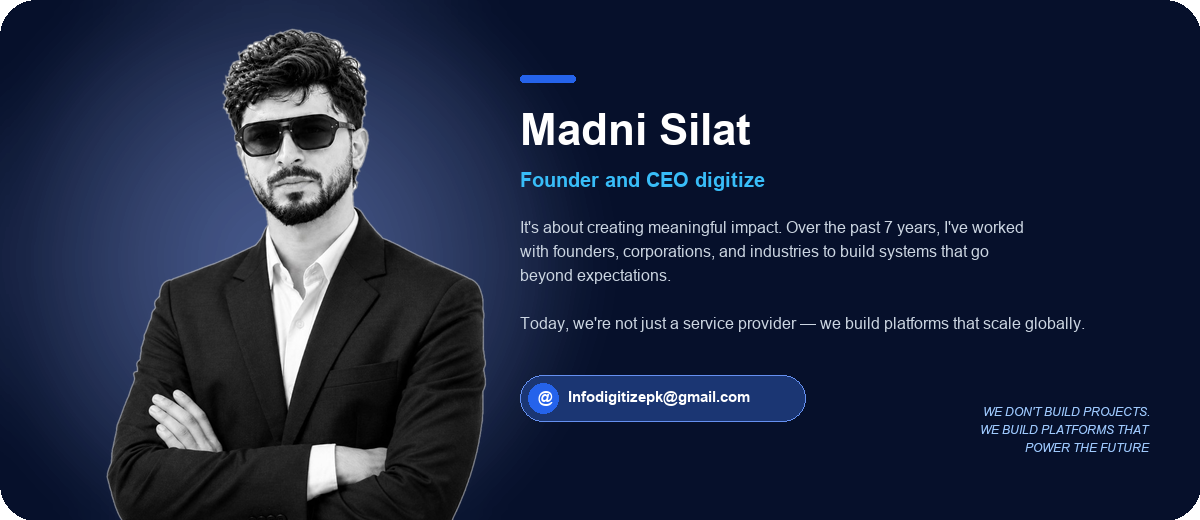 Madni Silat
Founder and CEO digitize
It's about creating meaningful impact. Over the past 7 years, I've worked
with founders, corporations, and industries to build systems that go
beyond expectations.
Today, we're not just a service provider — we build platforms that scale globally.
@ Infodigitizepk@gmail.com
WE DON'T BUILD PROJECTS.
WE BUILD PLATFORMS THAT
POWER THE FUTURE